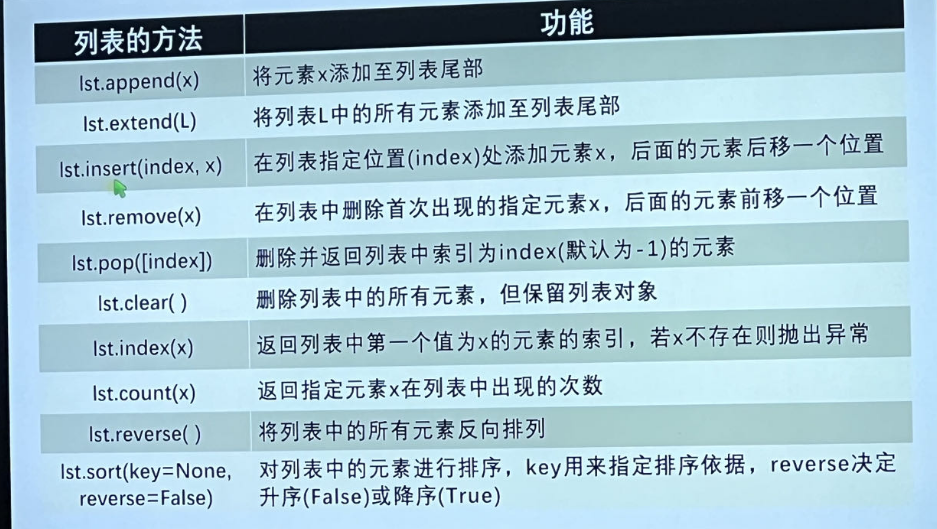 列表的方法 功能
lst.append(x) 将元素x添加至列表尾部
lst.extend(L) 将列表L中的所有元素添加至列表尾部
lst.insert(index, x) 在列表指定位置(index)处添加元素x，后面的元素后移一个位置
lst.remove(x) 在列表中删除首次出现的指定元素x，后面的元素前移一个位置
lst.pop([index]) 删除并返回列表中索引为index(默认为-1)的元素
lst.clear( ) 删除列表中的所有元素，但保留列表对象
lst.index(x) 返回列表中第一个值为x的元素的索引，若x不存在则抛出异常
lst.count(x) 返回指定元素x在列表中出现的次数
lst.reverse( ) 将列表中的所有元素反向排列
lst.sort(key=None, 对列表中的元素进行排序，key用来指定排序依据，reverse决定
reverse=False) 升序(False)或降序(True)